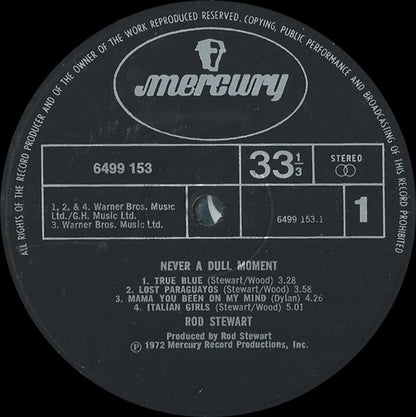 ALL RIGHTS OF THE RECORD PRODUCER AND OF THE OWNER OF THE WORK REPRODUCED RESERVED. COPYING, PUBLIC PERFORMANCE AND BROADCASTING OF THIS RECORD PROHIBITED
mercury
6499 153
33 1/3
STEREO
1, 2. & 4. Warner Bros. Music
Ltd./G.H. Music Ltd.
3. Warner Bros. Music Ltd.
6499 153.1
1
NEVER A DULL MOMENT
1. TRUE BLUE (Stewart/Wood) 3.28
2. LOST PARAGUAYOS (Stewart/Wood) 3.58
3. MAMA YOU BEEN ON MY MIND (Dylan) 4.26
4. ITALIAN GIRLS (Stewart/Wood) 5.01
ROD STEWART
Produced by Rod Stewart
Ⓟ 1972 Mercury Record Productions, Inc.